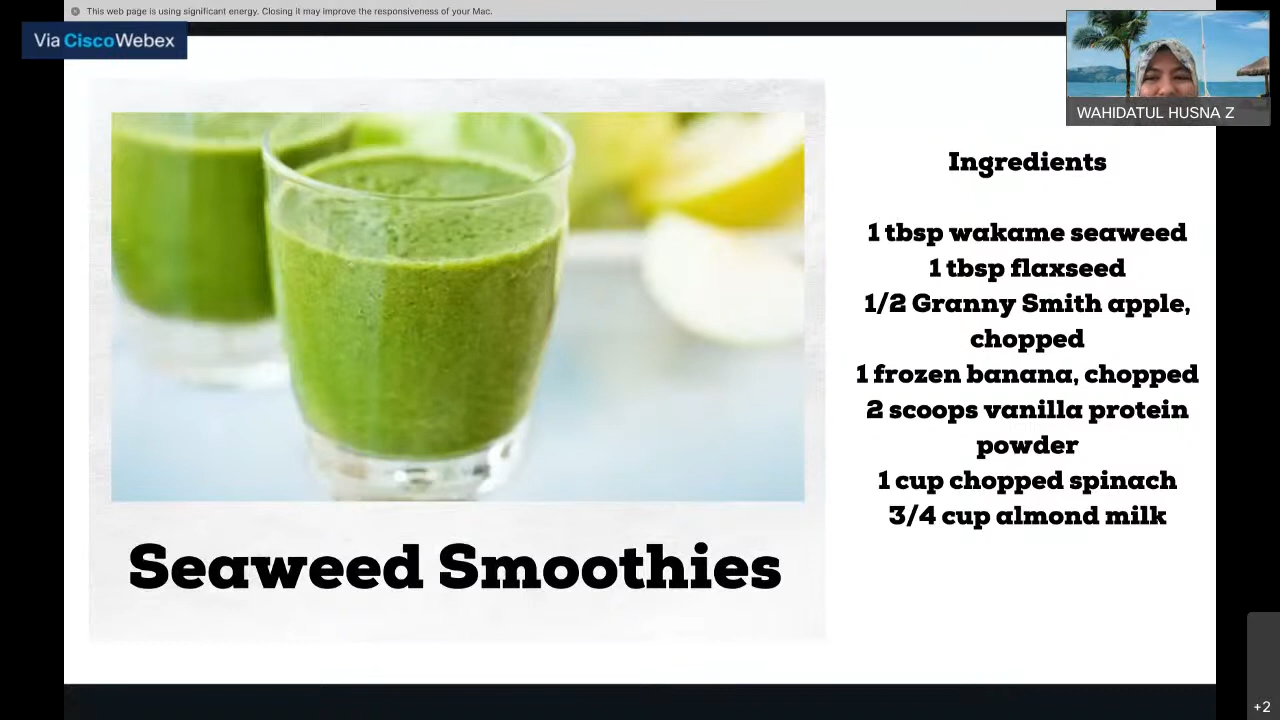 This web page is using significant energy. Closing it may improve the responsiveness of your Mac.
Via CiscoWebex
WAHIDATUL HUSNA Z
Ingredients
1 tbsp wakame seaweed
1 tbsp flaxseed
1/2 Granny Smith apple,
chopped
1 frozen banana, chopped
2 scoops vanilla protein
powder
1 cup chopped spinach
3/4 cup almond milk
Seaweed Smoothies
+2